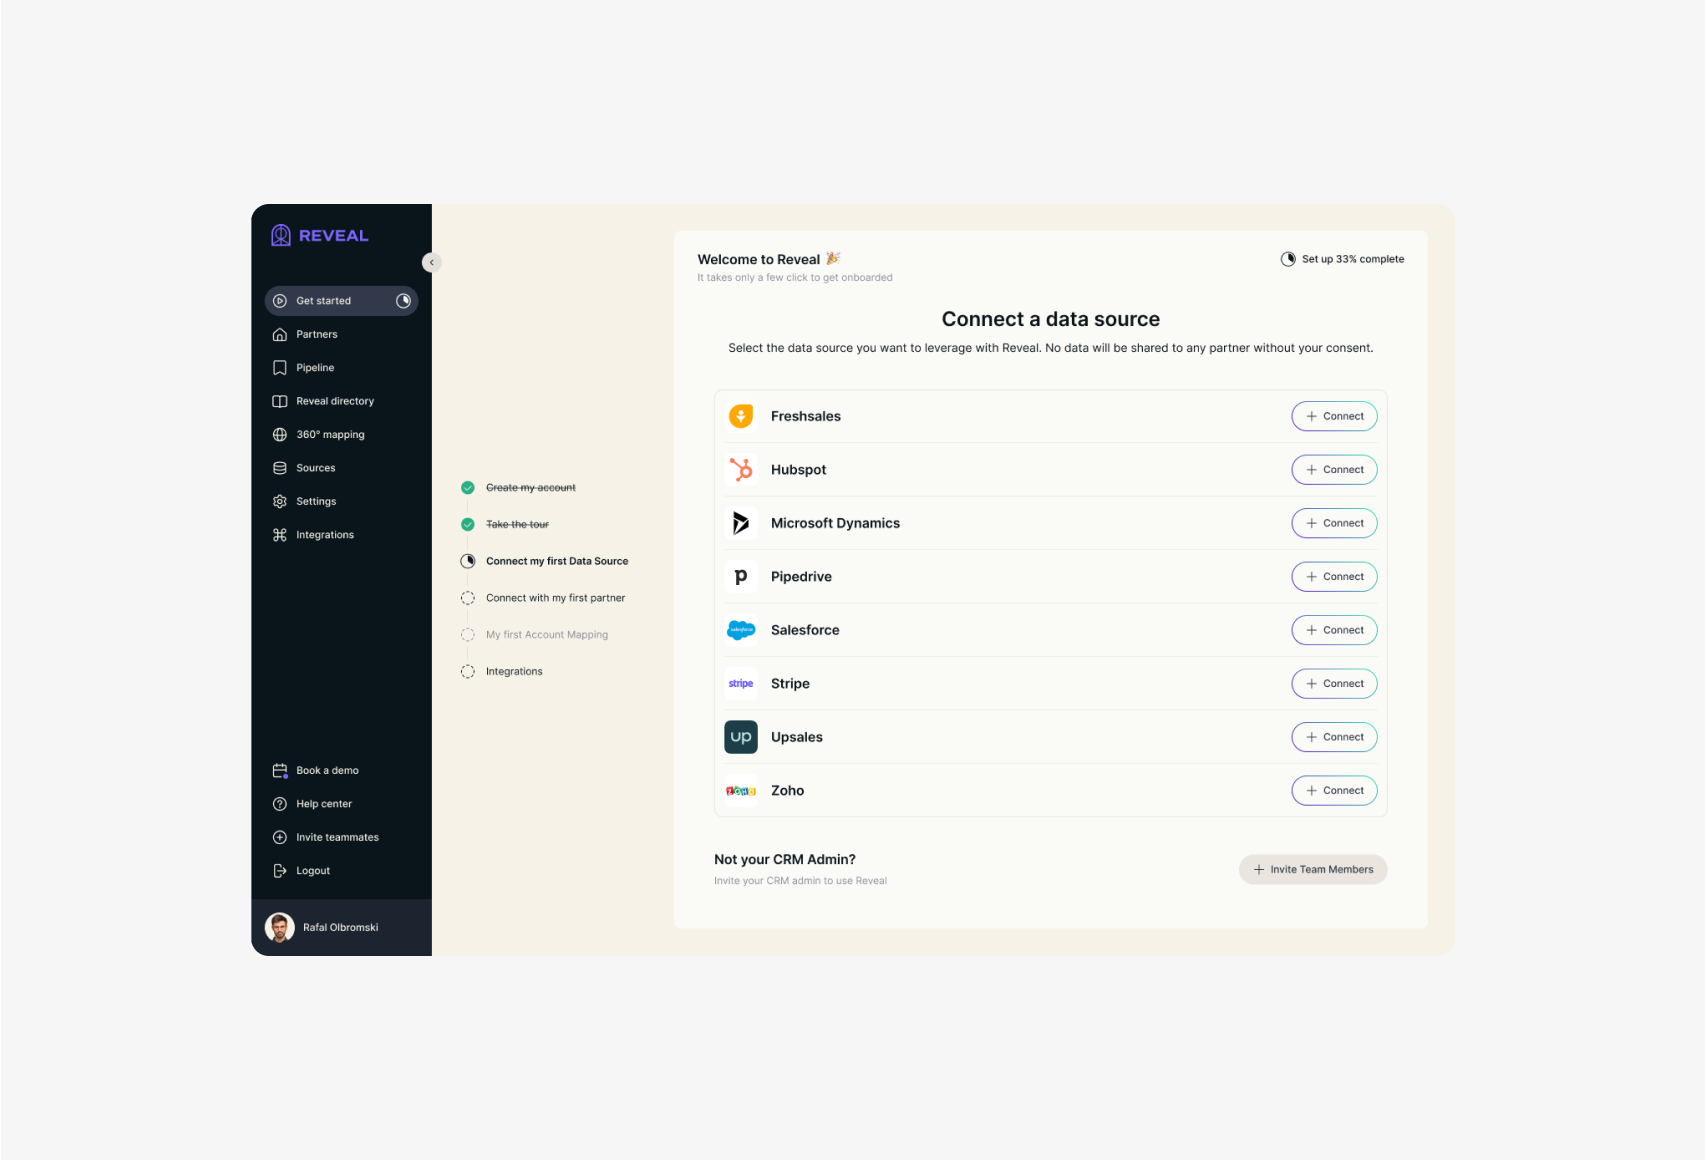 REVEAL
Get started
Partners
Pipeline
Reveal directory
360° mapping
Sources
Settings
Integrations
Book a demo
Help center
Invite teammates
Logout
Rafal Olbromski
Create my account
Take the tour
Connect my first Data Source
Connect with my first partner
My first Account Mapping
Integrations
Welcome to Reveal 🎉
It takes only a few click to get onboarded
Set up 33% complete
Connect a data source
Select the data source you want to leverage with Reveal. No data will be shared to any partner without your consent.
Freshsales
Connect
Hubspot
Connect
Microsoft Dynamics
Connect
p
Pipedrive
Connect
salesforce
Salesforce
Connect
stripe
Stripe
Connect
up
Upsales
Connect
ZOHO
Zoho
Connect
Not your CRM Admin?
Invite your CRM admin to use Reveal
Invite Team Members